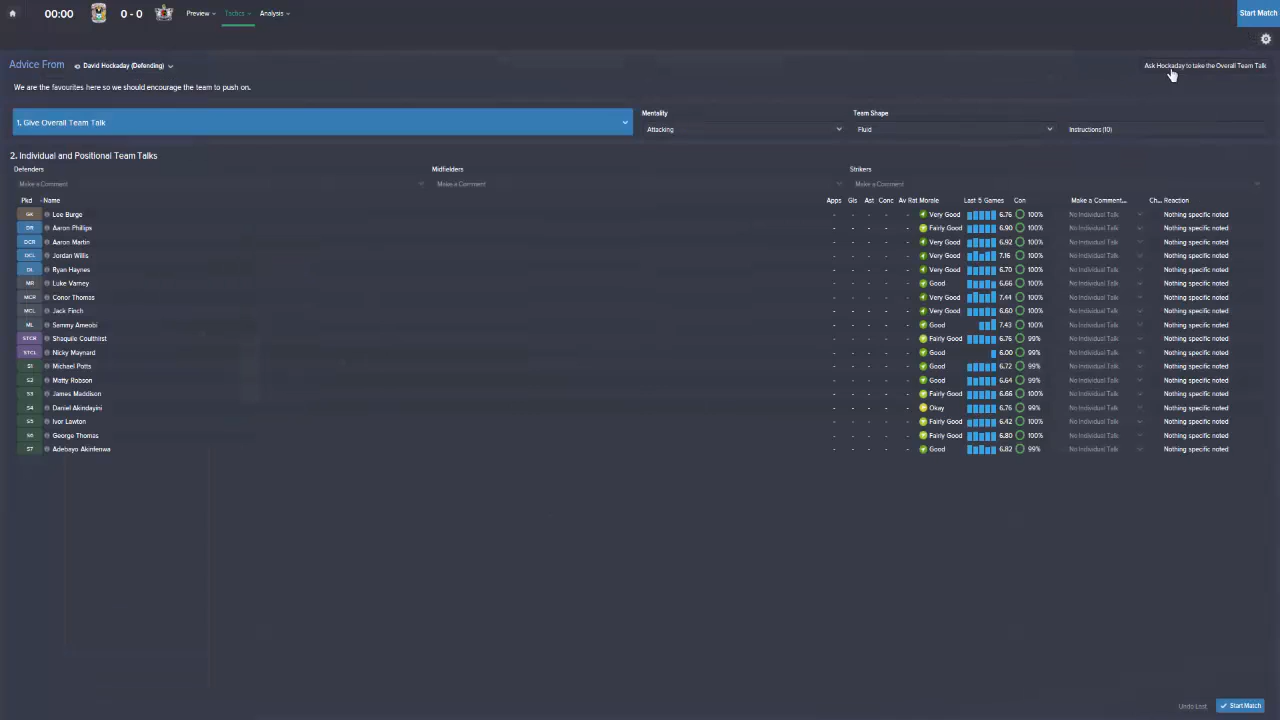 00:00 0 - 0 Preview Tactics Analysis Start Match
Advice From David Hockaday (Defending) Ask Hockaday to take the Overall Team Talk
We are the favourites here so we should encourage the team to push on.
1. Give Overall Team Talk
Mentality Team Shape
Attacking Fluid Instructions (10)
2. Individual and Positional Team Talks
Defenders Midfielders Strikers
Make a Comment Make a Comment Make a Comment
Pkd Name Apps Gls Ast Conc Av Rat Morale Last 5 Games Con Make a Comment... Ch... Reaction
GK Lee Burge - - - - - Very Good 6.76 100% No Individual Talk Nothing specific noted
DR Aaron Phillips - - - - - Fairly Good 6.90 100% No Individual Talk Nothing specific noted
DCR Aaron Martin - - - - - Very Good 6.92 100% No Individual Talk Nothing specific noted
DCL Jordan Willis - - - - - Very Good 7.16 100% No Individual Talk Nothing specific noted
DL Ryan Haynes - - - - - Very Good 6.70 100% No Individual Talk Nothing specific noted
MR Luke Varney - - - - - Good 6.66 100% No Individual Talk Nothing specific noted
MCR Conor Thomas - - - - - Very Good 7.44 100% No Individual Talk Nothing specific noted
MCL Jack Finch - - - - - Very Good 6.60 100% No Individual Talk Nothing specific noted
ML Sammy Ameobi - - - - - Good 7.43 100% No Individual Talk Nothing specific noted
STCR Shaquile Coulthirst - - - - - Fairly Good 6.76 99% No Individual Talk Nothing specific noted
STCL Nicky Maynard - - - - - Good 6.00 99% No Individual Talk Nothing specific noted
S1 Michael Potts - - - - - Good 6.72 99% No Individual Talk Nothing specific noted
S2 Matty Robson - - - - - Good 6.64 99% No Individual Talk Nothing specific noted
S3 James Maddison - - - - - Fairly Good 6.66 100% No Individual Talk Nothing specific noted
S4 Daniel Akindayini - - - - - Okay 6.76 99% No Individual Talk Nothing specific noted
S5 Ivor Lawton - - - - - Fairly Good 6.42 100% No Individual Talk Nothing specific noted
S6 George Thomas - - - - - Fairly Good 6.80 100% No Individual Talk Nothing specific noted
S7 Adebayo Akinfenwa - - - - - Good 6.82 99% No Individual Talk Nothing specific noted
Undo Last Start Match